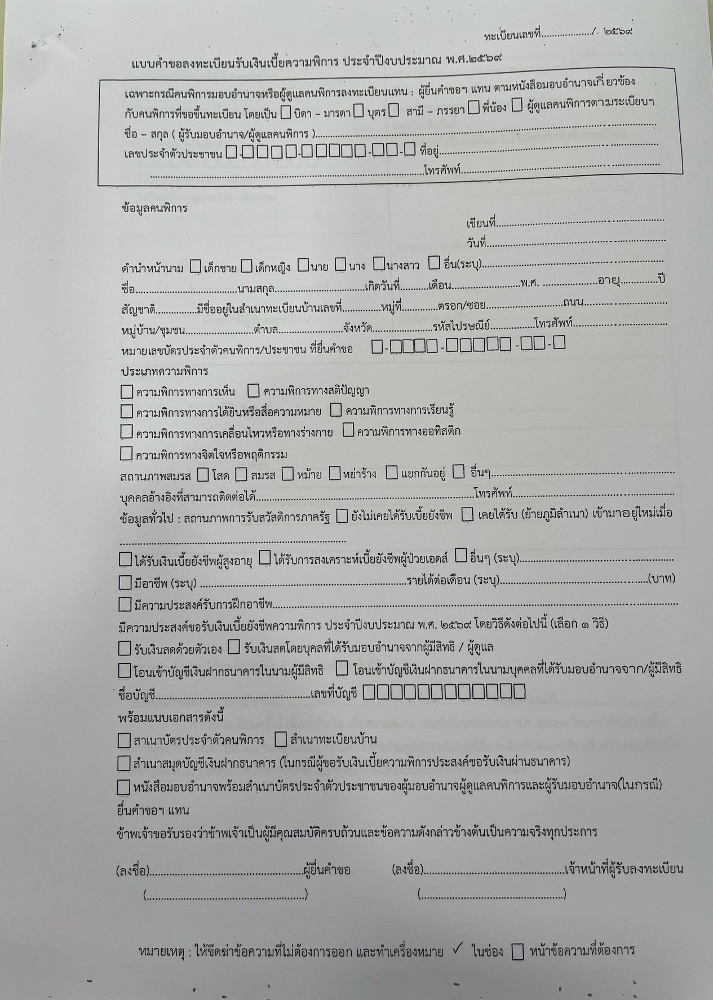 ทะเบียนเลขที่..................../. ๒๕๖๙
แบบคำขอลงทะเบียนรับเงินเบี้ยความพิการ ประจำปีงบประมาณ พ.ศ.๒๕๖๙
เฉพาะกรณีคนพิการมอบอำนาจหรือผู้ดูแลคนพิการลงทะเบียนแทน : ผู้ยื่นคำขอฯ แทน ตามหนังสือมอบอำนาจเกี่ยวข้อง
กับคนพิการที่ขอขึ้นทะเบียน โดยเป็น ☐ บิดา – มารดา ☐ บุตร ☐ สามี – ภรรยา ☐ พี่น้อง ☐ ผู้ดูแลคนพิการตามระเบียบฯ
ชื่อ – สกุล ( ผู้รับมอบอำนาจ/ผู้ดูแลคนพิการ )..............................
เลขประจำตัวประชาชน ☐-☐☐☐☐-☐☐☐☐☐-☐☐-☐ ที่อยู่..............................
..............................โทรศัพท์..............................
ข้อมูลคนพิการ
เขียนที่..............................
วันที่..............................
คำนำหน้านาม ☐ เด็กชาย ☐ เด็กหญิง ☐ นาย ☐ นาง ☐ นางสาว ☐ อื่น(ระบุ)..............................
ชื่อ....................นามสกุล....................เกิดวันที่..........เดือน....................พ.ศ. ....................อายุ............ปี
สัญชาติ..............มีชื่ออยู่ในสำเนาทะเบียนบ้านเลขที่.............หมู่ที่............ตรอก/ซอย....................ถนน....................
หมู่บ้าน/ชุมชน....................ตำบล....................จังหวัด....................รหัสไปรษณีย์...............โทรศัพท์....................
หมายเลขบัตรประจำตัวคนพิการ/ประชาชน ที่ยื่นคำขอ ☐-☐☐☐☐-☐☐☐☐☐-☐☐-☐
ประเภทความพิการ
☐ ความพิการทางการเห็น ☐ ความพิการทางสติปัญญา
☐ ความพิการทางการได้ยินหรือสื่อความหมาย ☐ ความพิการทางการเรียนรู้
☐ ความพิการทางการเคลื่อนไหวหรือทางร่างกาย ☐ ความพิการทางออทิสติก
☐ ความพิการทางจิตใจหรือพฤติกรรม
สถานภาพสมรส ☐ โสด ☐ สมรส ☐ หม้าย ☐ หย่าร้าง ☐ แยกกันอยู่ ☐ อื่นๆ..............................
บุคคลอ้างอิงที่สามารถติดต่อได้..............................โทรศัพท์..............................
ข้อมูลทั่วไป : สถานภาพการรับสวัสดิการภาครัฐ ☐ ยังไม่เคยได้รับเบี้ยยังชีพ ☐ เคยได้รับ (ย้ายภูมิลำเนา) เข้ามาอยู่ใหม่เมื่อ
..............................
☐ ได้รับเงินเบี้ยยังชีพผู้สูงอายุ ☐ ได้รับการสงเคราะห์เบี้ยยังชีพผู้ป่วยเอดส์ ☐ อื่นๆ (ระบุ)..............................
☐ มีอาชีพ (ระบุ) ..............................รายได้ต่อเดือน (ระบุ)..............................(บาท)
☐ มีความประสงค์รับการฝึกอาชีพ..............................
มีความประสงค์ขอรับเงินเบี้ยยังชีพความพิการ ประจำปีงบประมาณ พ.ศ. ๒๕๖๙ โดยวิธีดังต่อไปนี้ (เลือก ๑ วิธี)
☐ รับเงินสดด้วยตัวเอง ☐ รับเงินสดโดยบุคลที่ได้รับมอบอำนาจจากผู้มีสิทธิ / ผู้ดูแล
☐ โอนเข้าบัญชีเงินฝากธนาคารในนามผู้มีสิทธิ ☐ โอนเข้าบัญชีเงินฝากธนาคารในนามบุคคลที่ได้รับมอบอำนาจจาก/ผู้มีสิทธิ
ชื่อบัญชี..............................เลขที่บัญชี ☐☐☐☐☐☐☐☐☐☐☐☐
พร้อมแนบเอกสารดังนี้
☐ สาเนาบัตรประจำตัวคนพิการ ☐ สำเนาทะเบียนบ้าน
☐ สำเนาสมุดบัญชีเงินฝากธนาคาร (ในกรณีผู้ขอรับเงินเบี้ยความพิการประสงค์ขอรับเงินผ่านธนาคาร)
☐ หนังสือมอบอำนาจพร้อมสำเนาบัตรประจำตัวประชาชนของผู้มอบอำนาจผู้ดูแลคนพิการและผู้รับมอบอำนาจ(ในกรณี)
ยื่นคำขอฯ แทน
ข้าพเจ้าขอรับรองว่าข้าพเจ้าเป็นผู้มีคุณสมบัติครบถ้วนและข้อความดังกล่าวข้างต้นเป็นความจริงทุกประการ
(ลงชื่อ)..............................ผู้ยื่นคำขอ (ลงชื่อ)..............................เจ้าหน้าที่ผู้รับลงทะเบียน
(..............................) (..............................)
หมายเหตุ : ให้ขีดฆ่าข้อความที่ไม่ต้องการออก และทำเครื่องหมาย ✓ ในช่อง ☐ หน้าข้อความที่ต้องการ